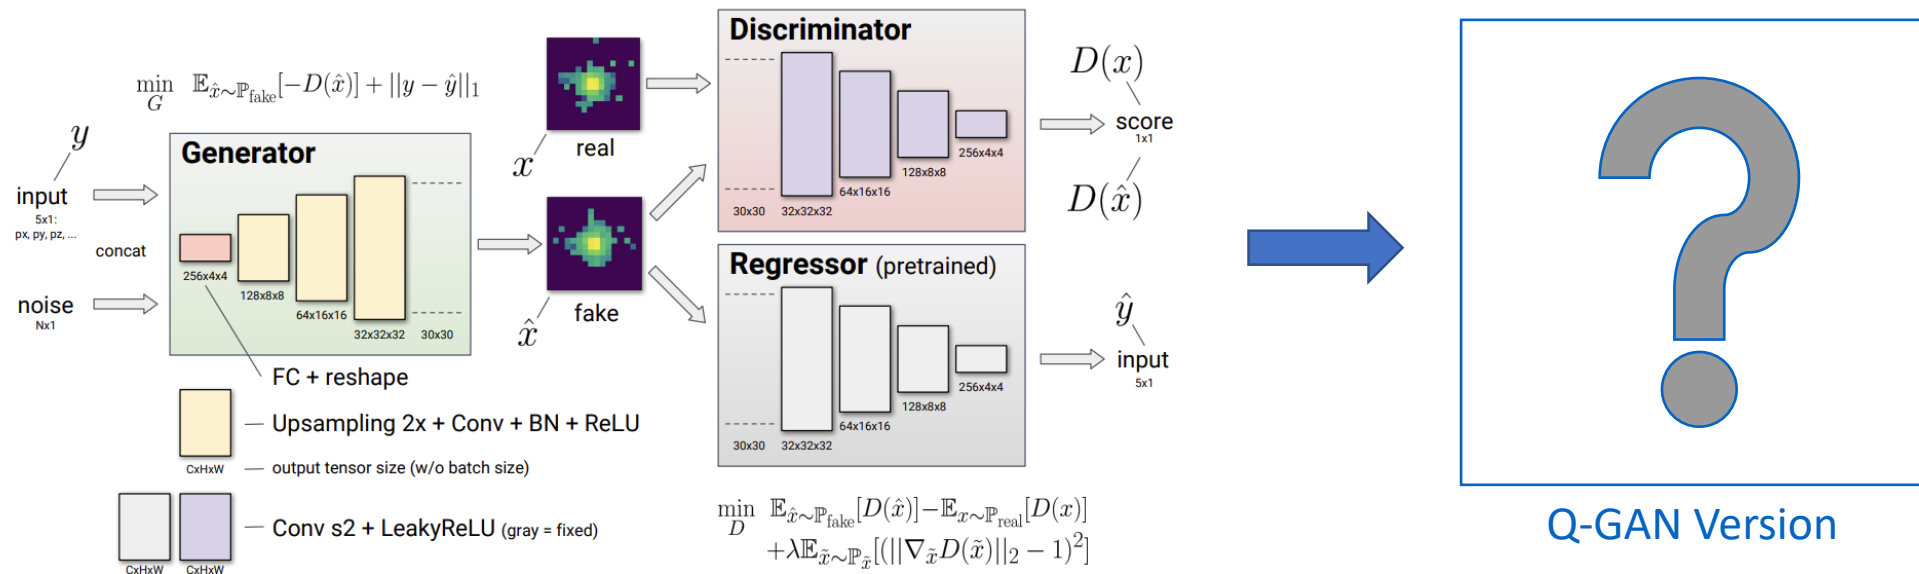 min_G 𝔼_{x̂∼ℙ_fake}[−D(x̂)] + ||y − ŷ||₁
y
input
5x1:
px, py, pz, ...
concat
noise
Nx1
Generator
256x4x4
128x8x8
64x16x16
32x32x32
30x30
FC + reshape
Upsampling 2x + Conv + BN + ReLU
CxHxW
output tensor size (w/o batch size)
Conv s2 + LeakyReLU (gray = fixed)
CxHxW
CxHxW
x
real
x̂
fake
Discriminator
30x30
32x32x32
64x16x16
128x8x8
256x4x4
D(x)
score
1x1
D(x̂)
Regressor (pretrained)
30x30
32x32x32
64x16x16
128x8x8
256x4x4
ŷ
input
5x1
min_D 𝔼_{x̂∼ℙ_fake}[D(x̂)]−𝔼_{x∼ℙ_real}[D(x)]
+λ𝔼_{x̃∼ℙ_x̃}[(||∇_x̃ D(x̃)||₂ − 1)²]
?
Q-GAN Version